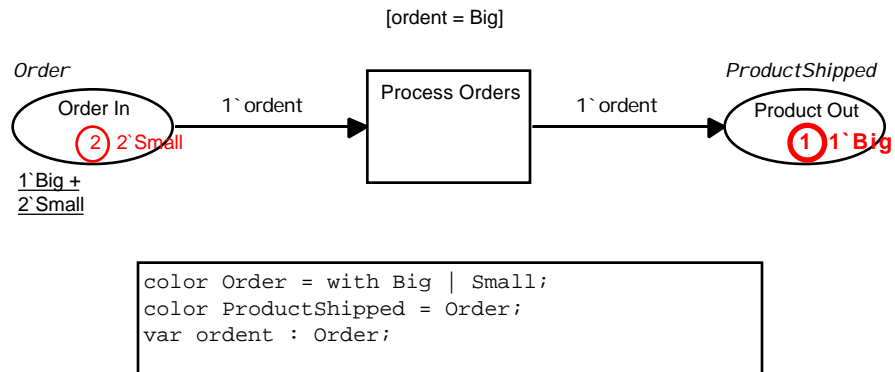 [ordent = Big]
Order
ProductShipped
Order In
1`ordent
Process Orders
1`ordent
Product Out
2 2`Small
1 1`Big
1`Big +
2`Small
color Order = with Big | Small;
color ProductShipped = Order;
var ordent : Order;